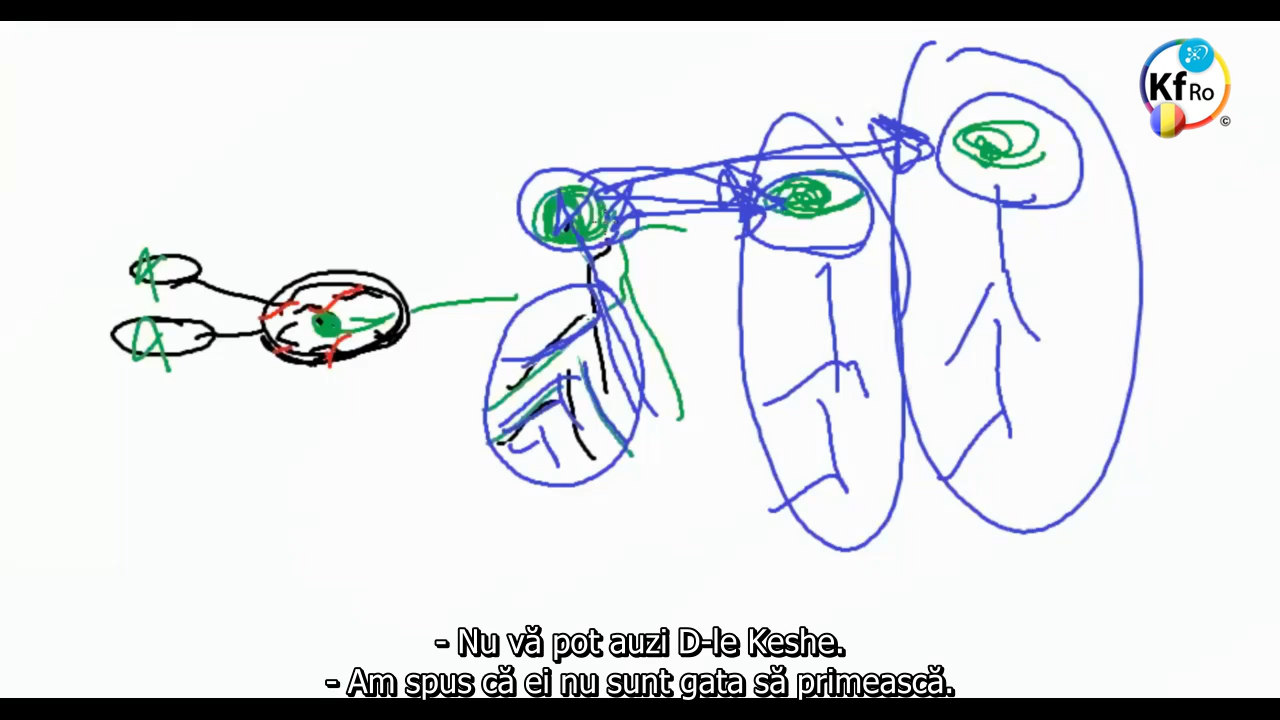 Kf Ro
©
- Nu vă pot auzi D-le Keshe.
- Am spus că ei nu sunt gata să primească.